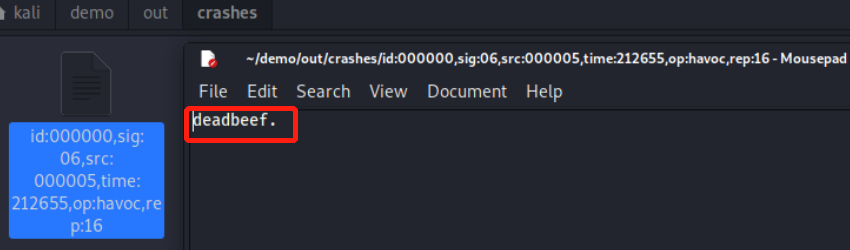 kali demo out crashes
~/demo/out/crashes/id:000000,sig:06,src:000005,time:212655,op:havoc,rep:16 - Mousepad
File Edit Search View Document Help
deadbeef.
id:000000,sig:
06,src:
000005,time:
212655,op:havoc,re
p:16